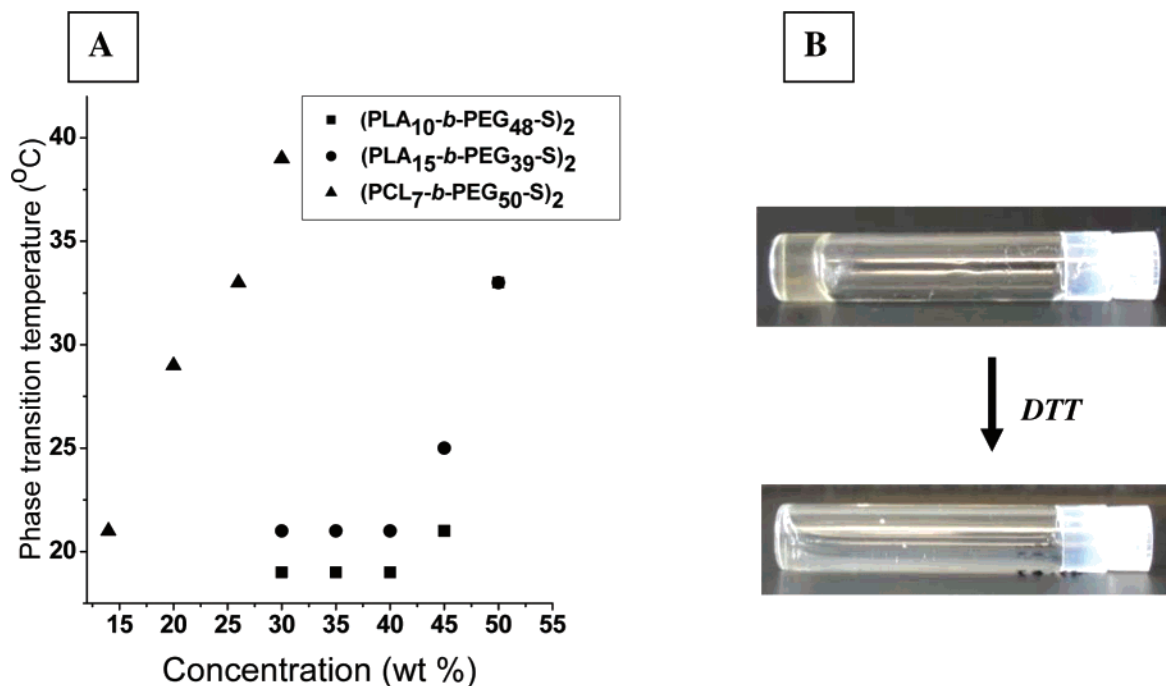 A
B
(PLA10-b-PEG48-S)2
(PLA15-b-PEG39-S)2
(PCL7-b-PEG50-S)2
Phase transition temperature (°C)
40
35
30
25
20
15 20 25 30 35 40 45 50 55
Concentration (wt %)
DTT